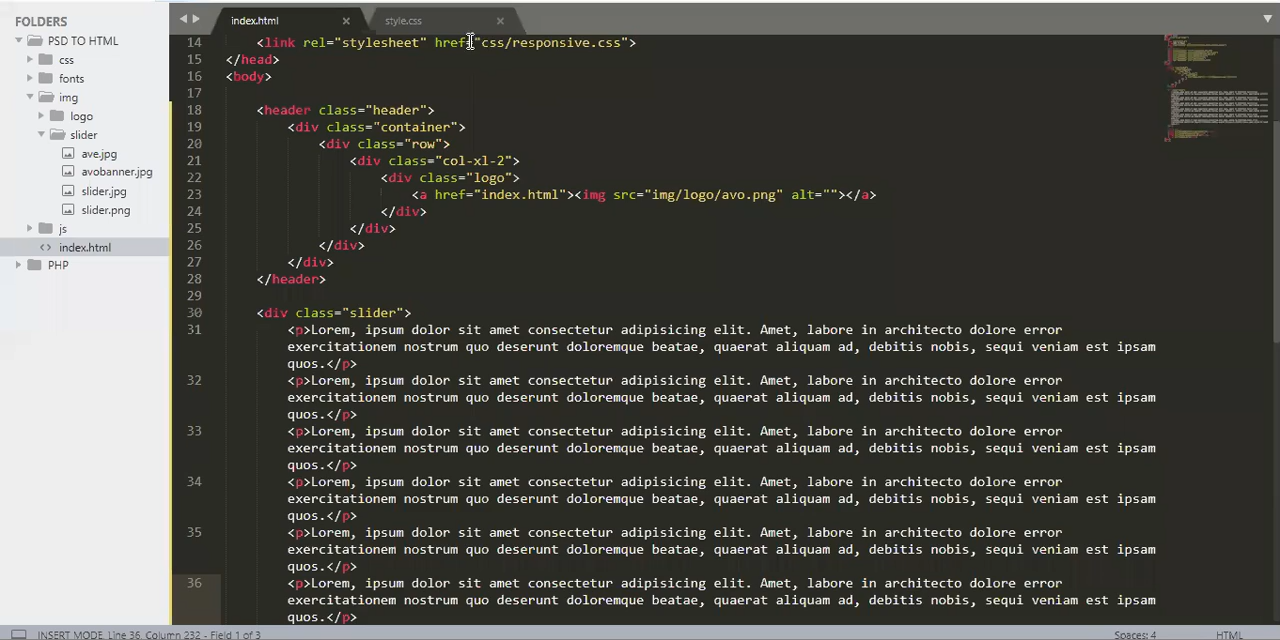 FOLDERS
PSD TO HTML
css
fonts
img
logo
slider
ave.jpg
avobanner.jpg
slider.jpg
slider.png
js
index.html
PHP
index.html
style.css
14 <link rel="stylesheet" href="css/responsive.css">
15 </head>
16 <body>
17
18 <header class="header">
19 <div class="container">
20 <div class="row">
21 <div class="col-xl-2">
22 <div class="logo">
23 <a href="index.html"><img src="img/logo/avo.png" alt=""></a>
24 </div>
25 </div>
26 </div>
27 </div>
28 </header>
29
30 <div class="slider">
31 <p>Lorem, ipsum dolor sit amet consectetur adipisicing elit. Amet, labore in architecto dolore error
exercitationem nostrum quo deserunt doloremque beatae, quaerat aliquam ad, debitis nobis, sequi veniam est ipsam
quos.</p>
32 <p>Lorem, ipsum dolor sit amet consectetur adipisicing elit. Amet, labore in architecto dolore error
exercitationem nostrum quo deserunt doloremque beatae, quaerat aliquam ad, debitis nobis, sequi veniam est ipsam
quos.</p>
33 <p>Lorem, ipsum dolor sit amet consectetur adipisicing elit. Amet, labore in architecto dolore error
exercitationem nostrum quo deserunt doloremque beatae, quaerat aliquam ad, debitis nobis, sequi veniam est ipsam
quos.</p>
34 <p>Lorem, ipsum dolor sit amet consectetur adipisicing elit. Amet, labore in architecto dolore error
exercitationem nostrum quo deserunt doloremque beatae, quaerat aliquam ad, debitis nobis, sequi veniam est ipsam
quos.</p>
35 <p>Lorem, ipsum dolor sit amet consectetur adipisicing elit. Amet, labore in architecto dolore error
exercitationem nostrum quo deserunt doloremque beatae, quaerat aliquam ad, debitis nobis, sequi veniam est ipsam
quos.</p>
36 <p>Lorem, ipsum dolor sit amet consectetur adipisicing elit. Amet, labore in architecto dolore error
exercitationem nostrum quo deserunt doloremque beatae, quaerat aliquam ad, debitis nobis, sequi veniam est ipsam
quos.</p>
INSERT MODE, Line 36, Column 232 - Field 1 of 3
Spaces: 4
HTML